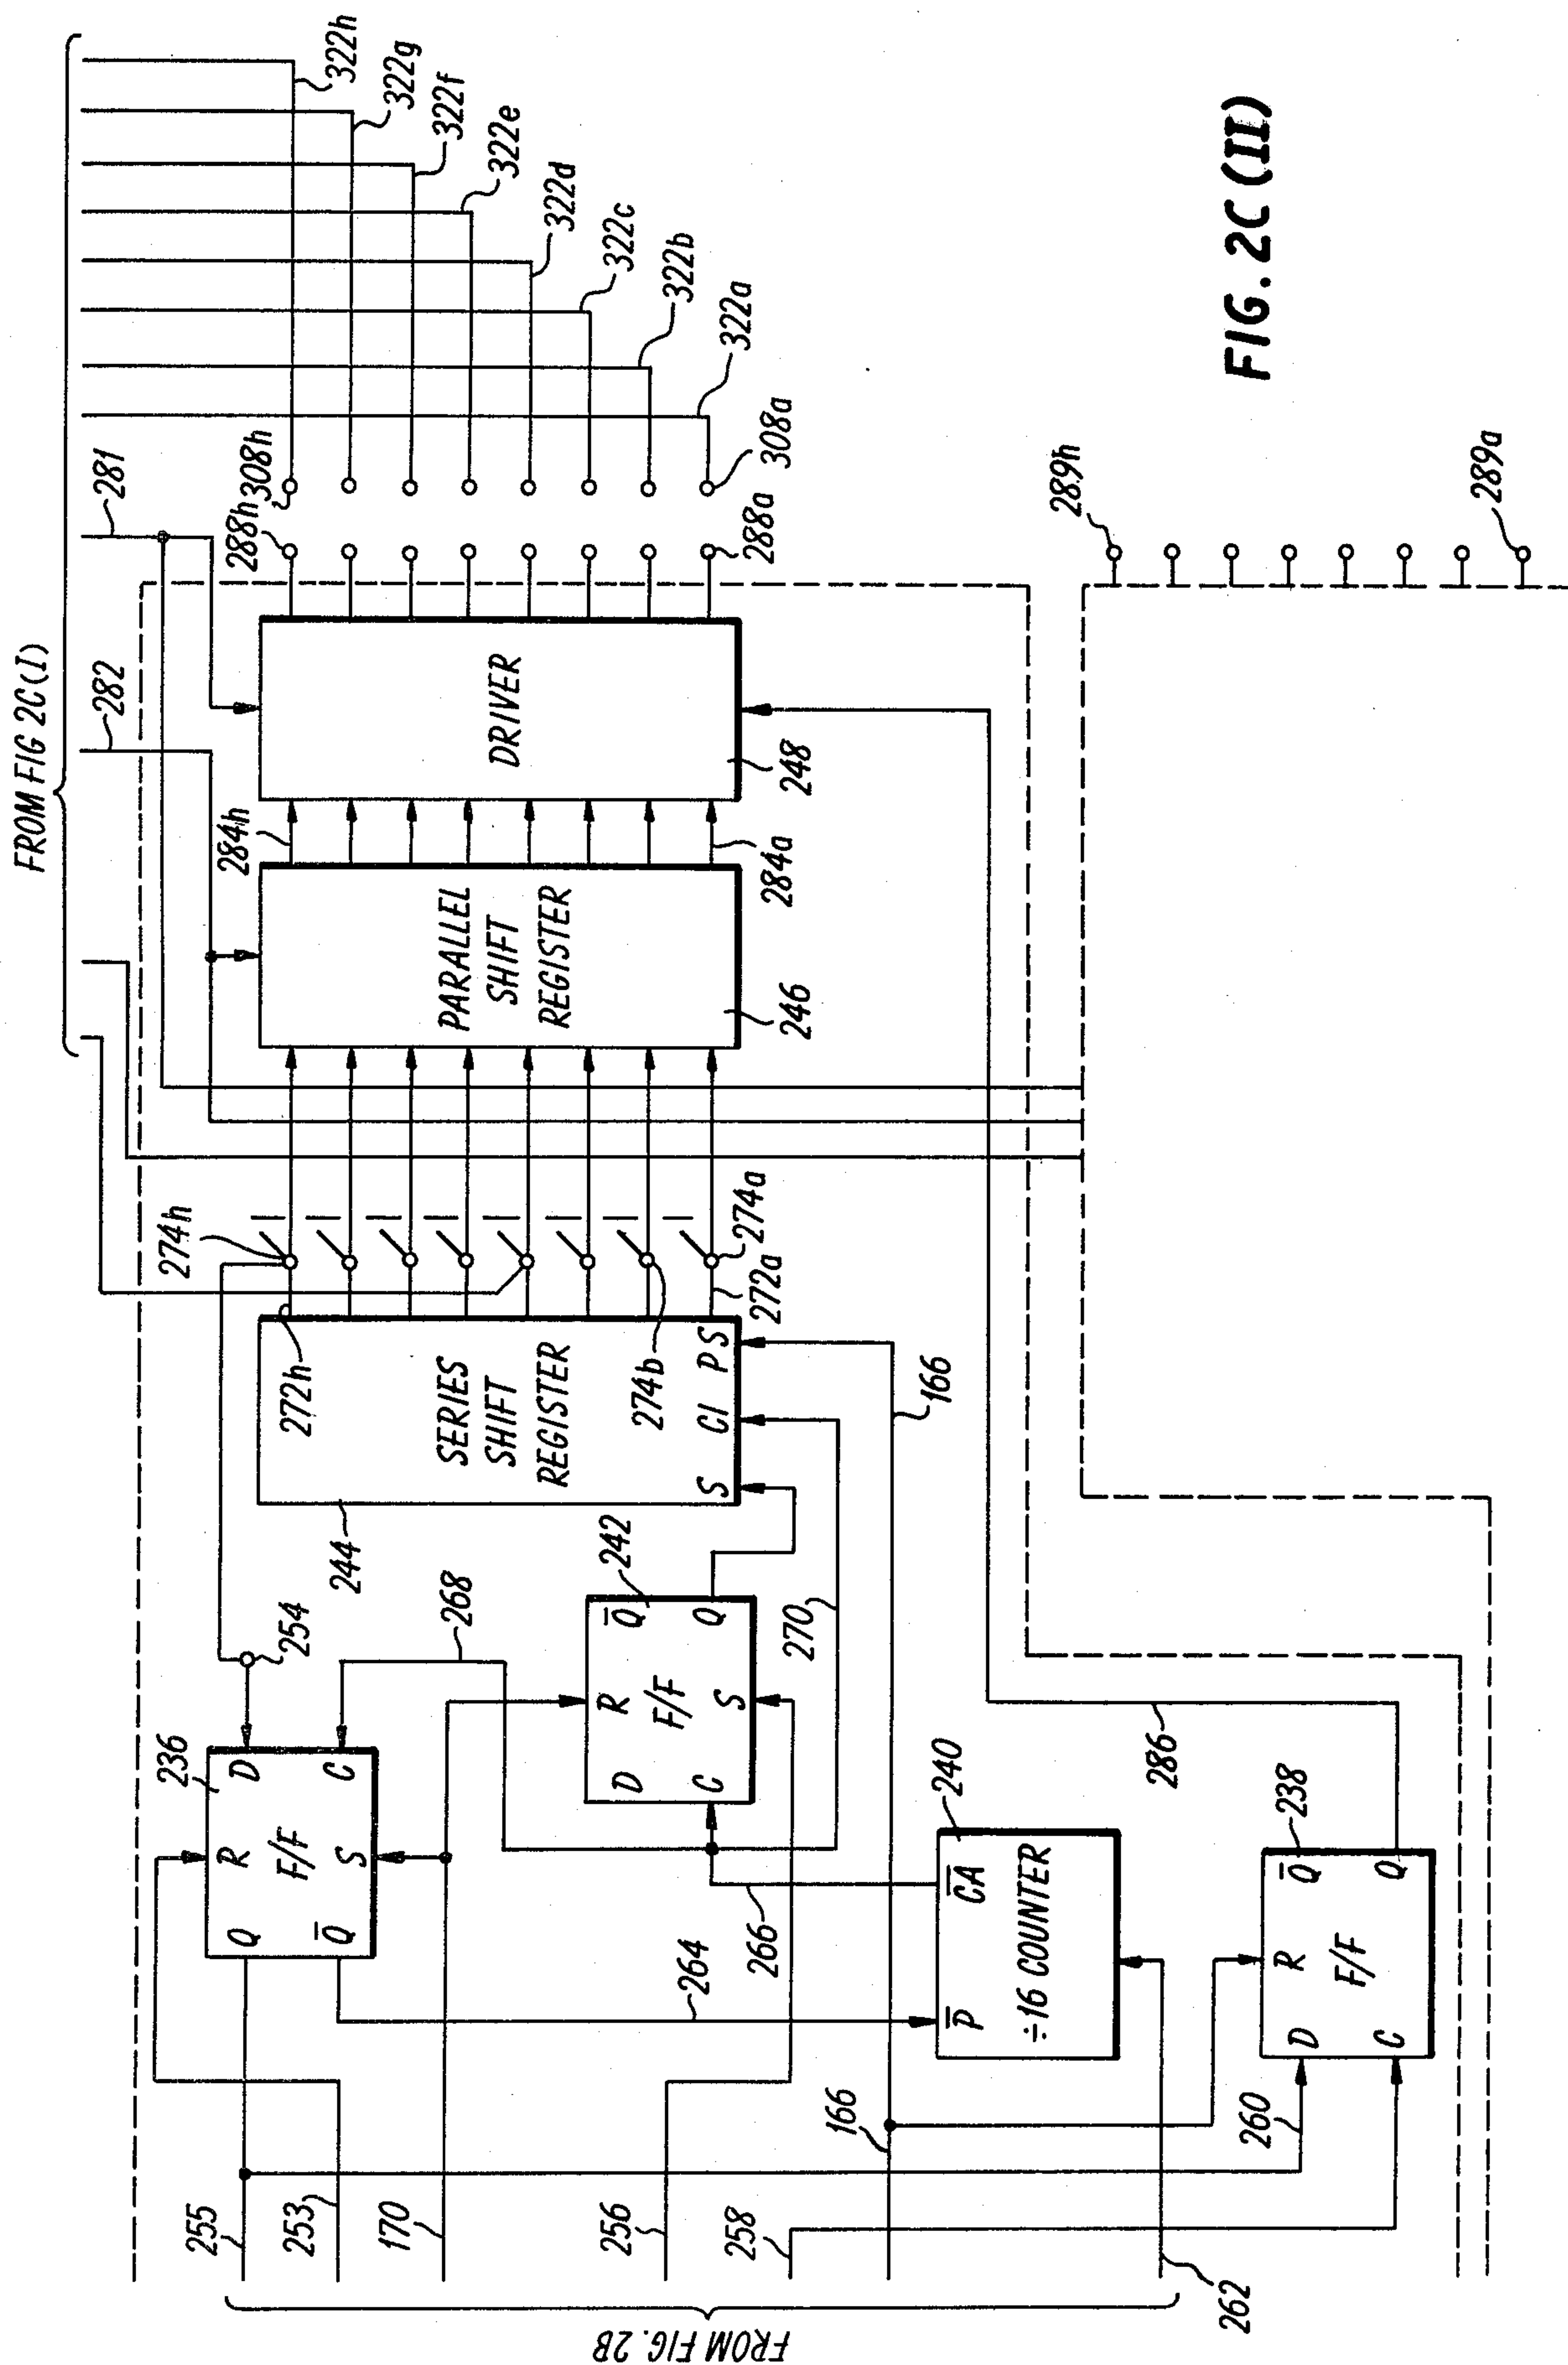 FROM FIG 2C(I)
282
281
322h
322g
322f
322e
322d
322c
322b
322a
308h
308a
288h
288a
DRIVER
248
284h
284a
PARALLEL
SHIFT
REGISTER
246
274h
274a
274b
272h
272a
SERIES
SHIFT
REGISTER
S CI PS
244
254
268
236
D
C
R
F/F
S
Q
Q̅
242
Q̅
Q
R
F/F
S
D
C
270
166
264
266
240
C̅A̅
P̅
÷16 COUNTER
286
238
Q̅
Q
R
F/F
D
C
260
255
253
170
256
258
166
262
FROM FIG. 2B
289h
289a
FIG. 2C (II)